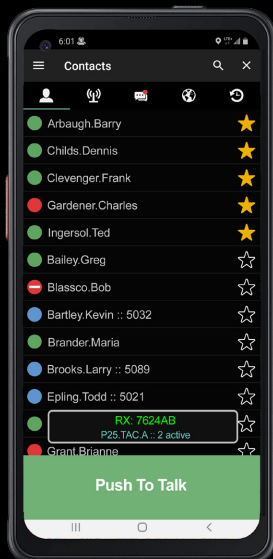 6:01
LTE
Contacts
Arbaugh.Barry
Childs.Dennis
Clevenger.Frank
Gardener.Charles
Ingersol.Ted
Bailey.Greg
Blassco.Bob
Bartley.Kevin :: 5032
Brander.Maria
Brooks.Larry :: 5089
Epling.Todd :: 5021
RX: 7624AB
P25.TAC.A :: 2 active
Grant.Brianne
Push To Talk